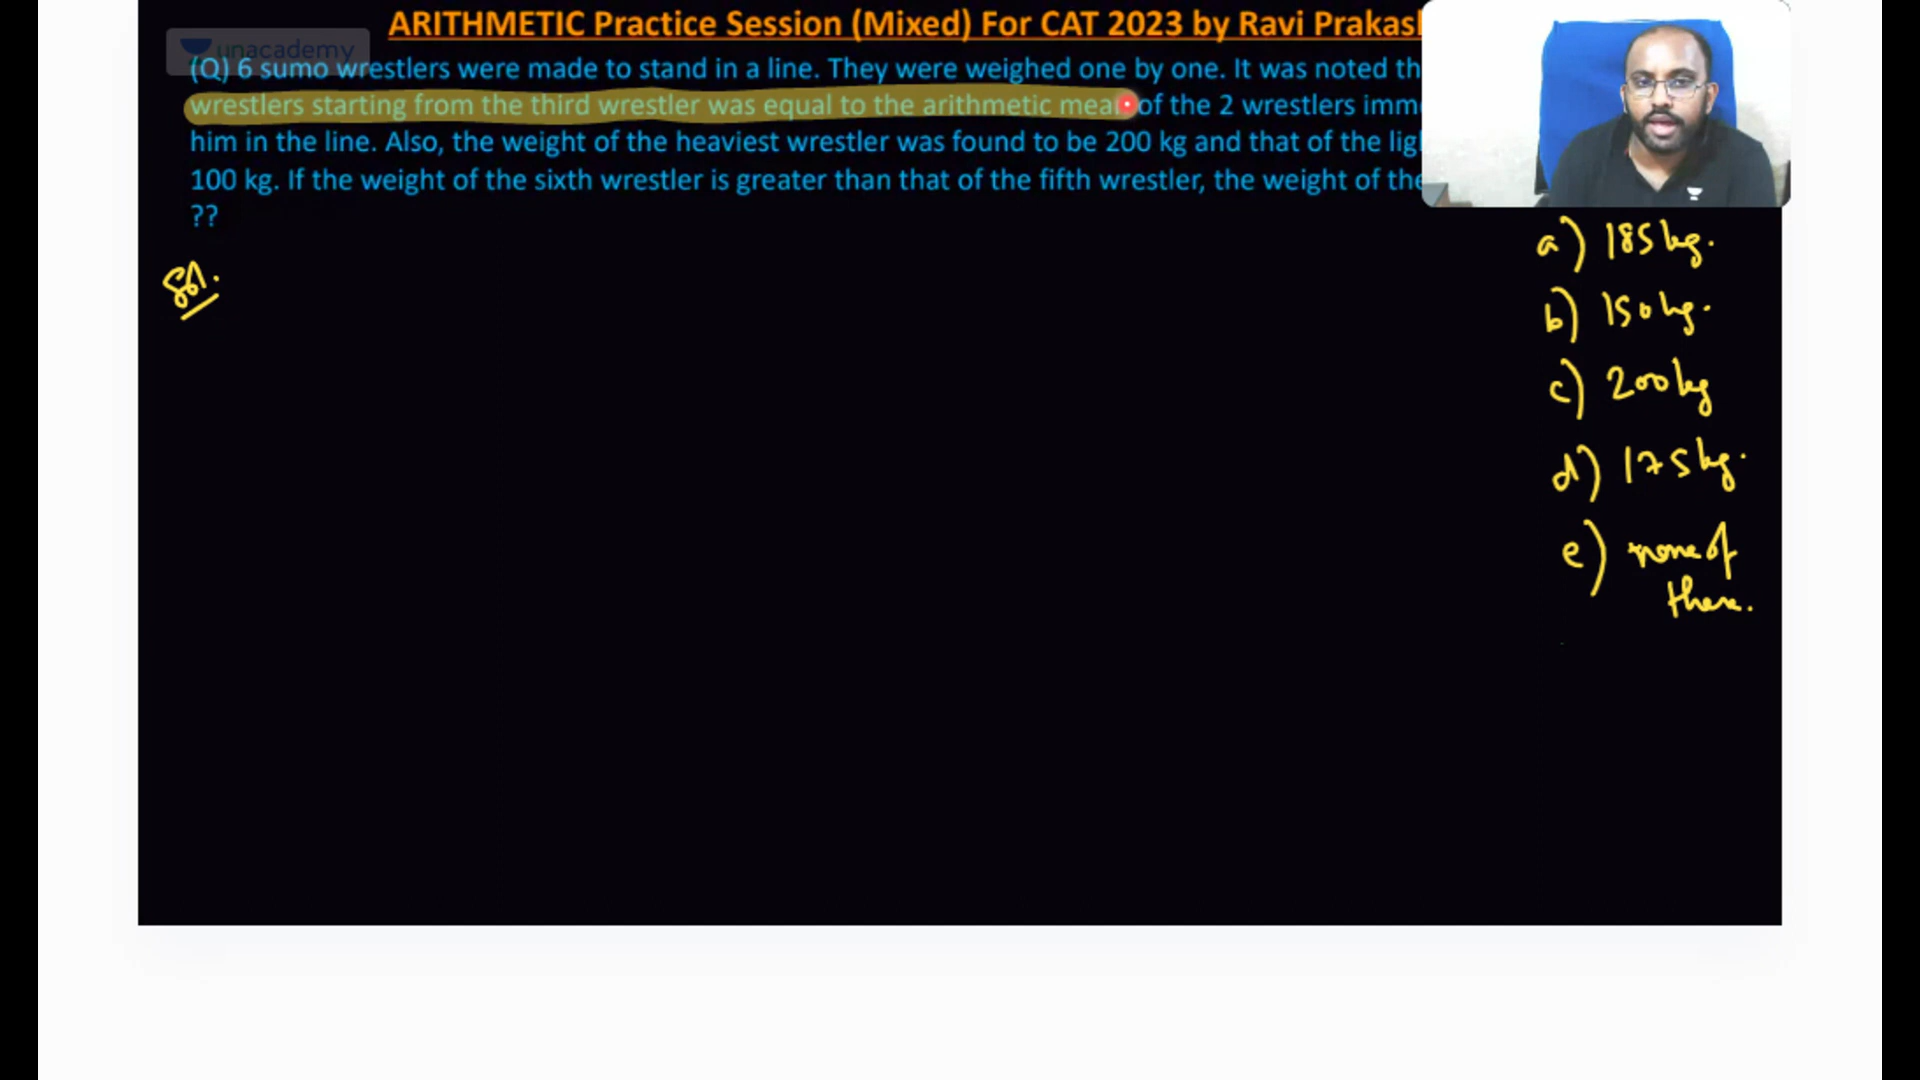 ARITHMETIC Practice Session (Mixed) For CAT 2023 by Ravi Prakas
unacademy
(Q) 6 sumo wrestlers were made to stand in a line. They were weighed one by one. It was noted th
wrestlers starting from the third wrestler was equal to the arithmetic mean of the 2 wrestlers imm
him in the line. Also, the weight of the heaviest wrestler was found to be 200 kg and that of the lig
100 kg. If the weight of the sixth wrestler is greater than that of the fifth wrestler, the weight of the
??
Sol.
a) 185 kg.
b) 150 kg.
c) 200 kg
d) 175 kg.
e) none of
these.